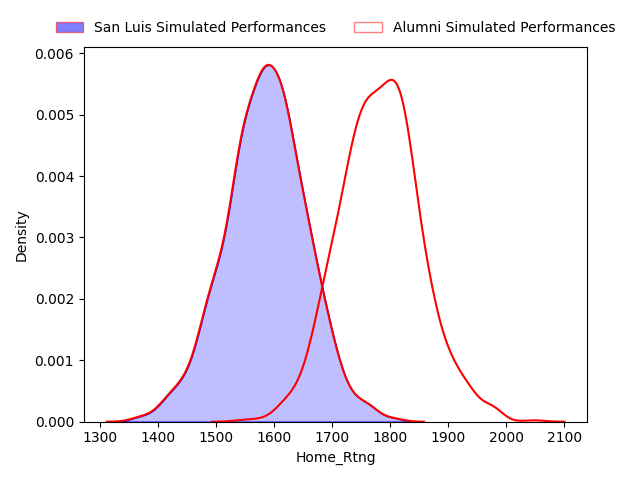 San Luis Simulated Performances Alumni Simulated Performances
0.006
0.005
0.004
0.003
0.002
0.001
0.000
Density
1300 1400 1500 1600 1700 1800 1900 2000 2100
Home_Rtng